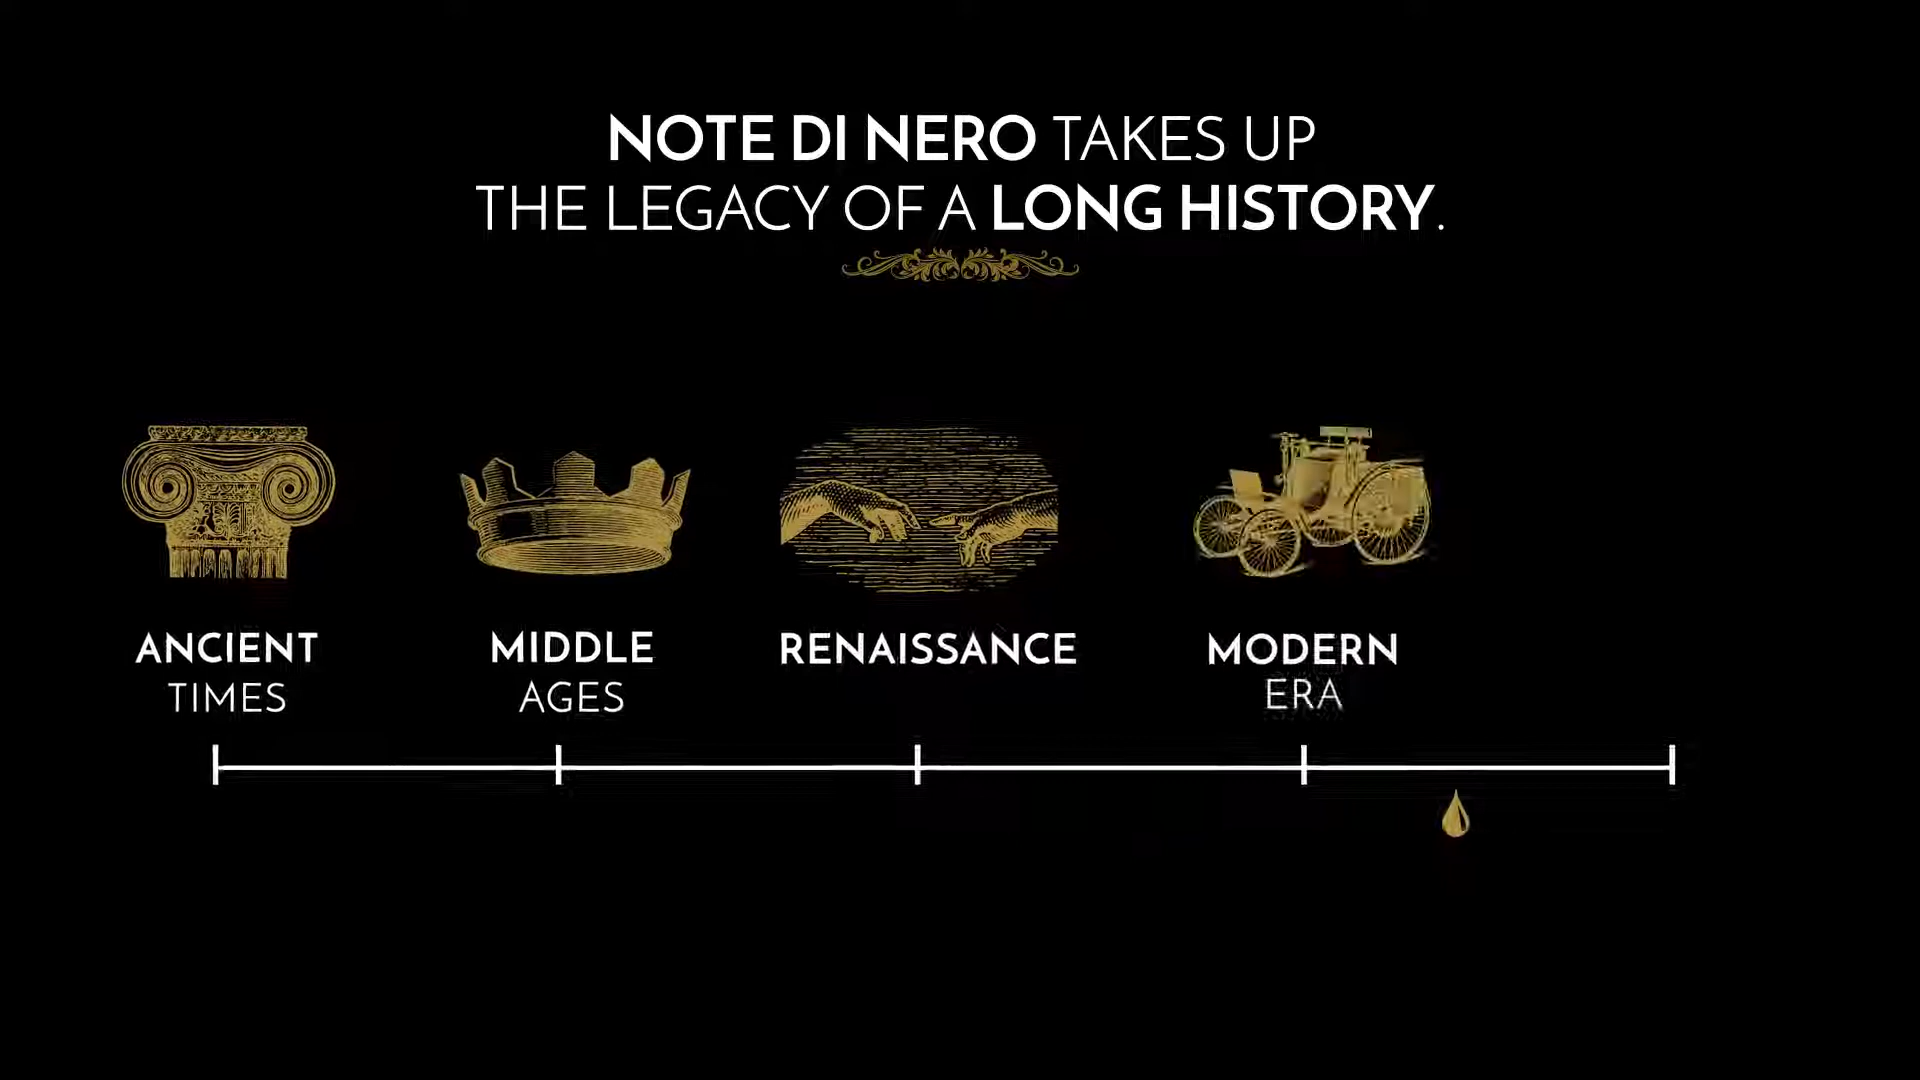 NOTE DI NERO TAKES UP
THE LEGACY OF A LONG HISTORY.
ANCIENT
TIMES
MIDDLE
AGES
RENAISSANCE
MODERN
ERA